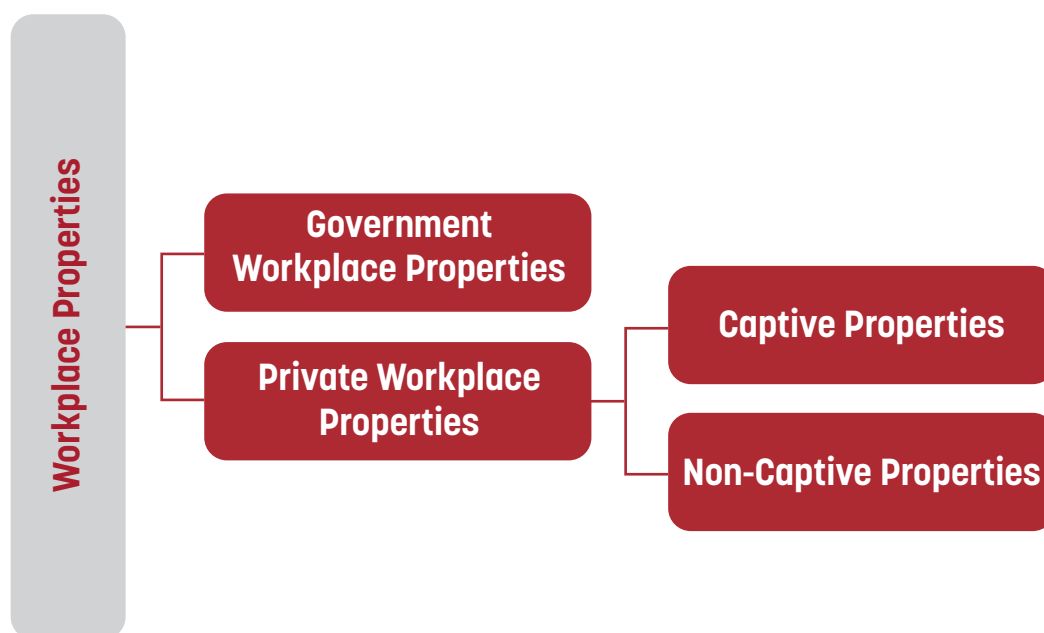 Workplace Properties
Government
Workplace Properties
Private Workplace
Properties
Captive Properties
Non-Captive Properties